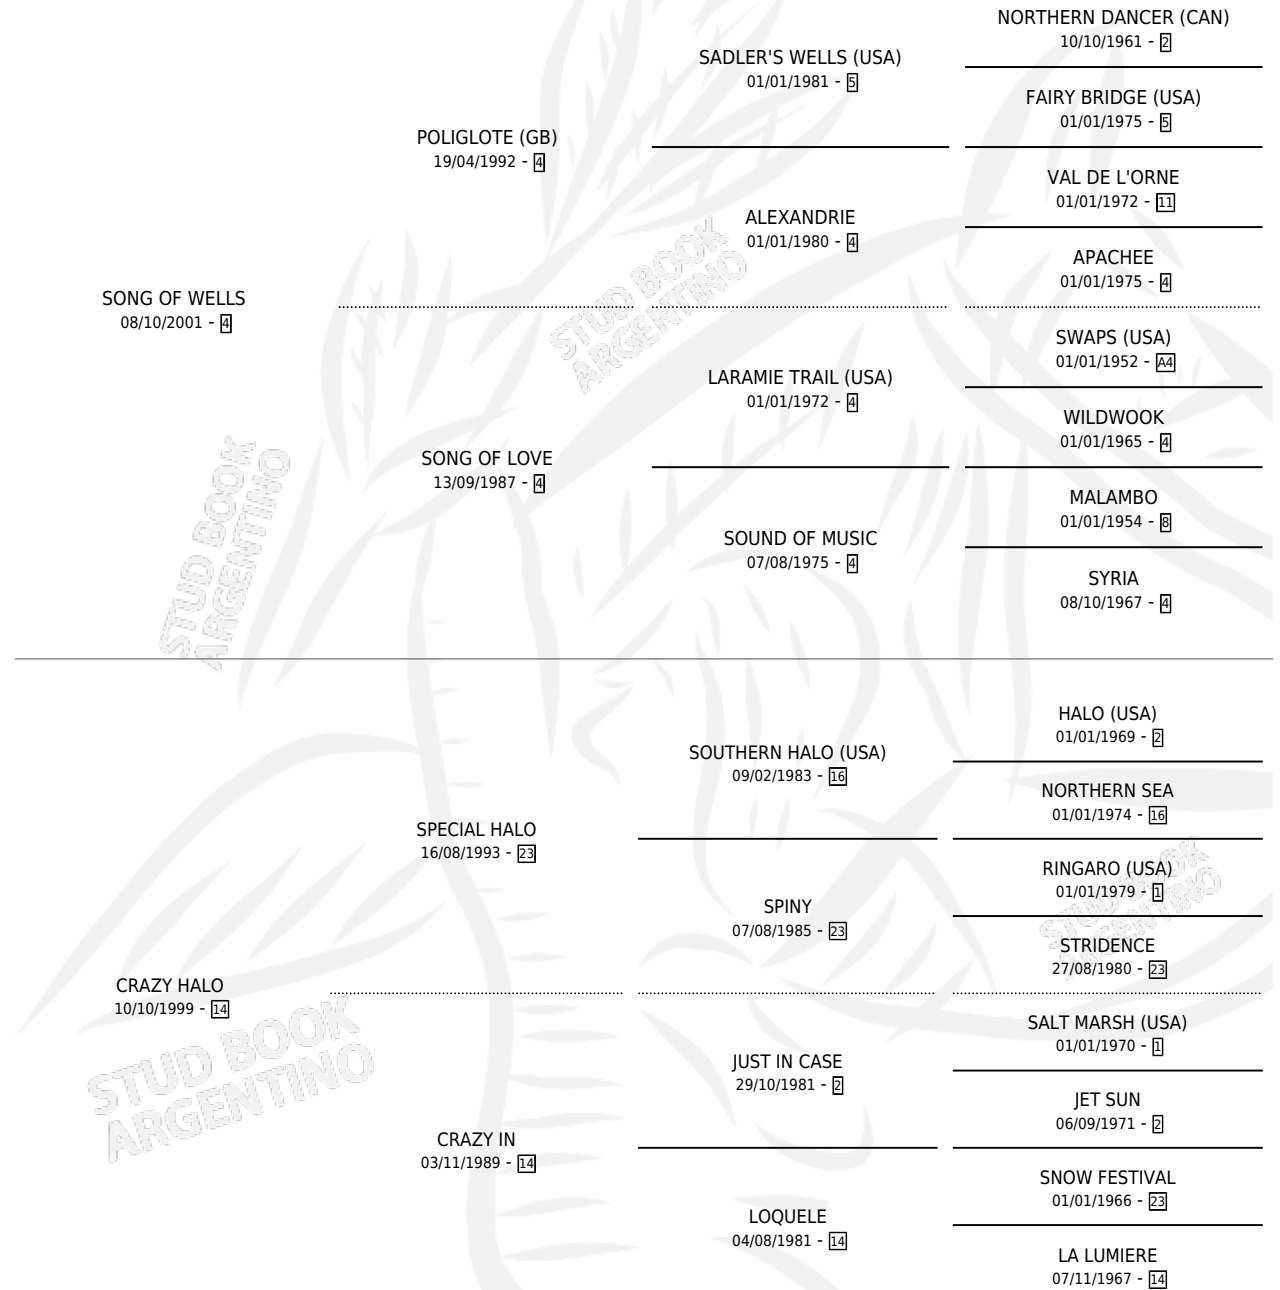 NORTHERN DANCER (CAN)
10/10/1961 - 2
SADLER'S WELLS (USA)
01/01/1981 - 5
FAIRY BRIDGE (USA)
01/01/1975 - 5
POLIGLOTE (GB)
19/04/1992 - 4
VAL DE L'ORNE
01/01/1972 - 11
ALEXANDRIE
01/01/1980 - 4
APACHEE
01/01/1975 - 4
SONG OF WELLS
08/10/2001 - 4
SWAPS (USA)
01/01/1952 - A4
LARAMIE TRAIL (USA)
01/01/1972 - 4
WILDWOOK
01/01/1965 - 4
SONG OF LOVE
13/09/1987 - 4
MALAMBO
01/01/1954 - 8
SOUND OF MUSIC
07/08/1975 - 4
SYRIA
08/10/1967 - 4
HALO (USA)
01/01/1969 - 2
SOUTHERN HALO (USA)
09/02/1983 - 16
NORTHERN SEA
01/01/1974 - 16
SPECIAL HALO
16/08/1993 - 23
RINGARO (USA)
01/01/1979 - 1
SPINY
07/08/1985 - 23
STRIDENCE
27/08/1980 - 23
CRAZY HALO
10/10/1999 - 14
SALT MARSH (USA)
01/01/1970 - 1
JUST IN CASE
29/10/1981 - 2
JET SUN
06/09/1971 - 2
CRAZY IN
03/11/1989 - 14
SNOW FESTIVAL
01/01/1966 - 23
LOQUELE
04/08/1981 - 14
LA LUMIERE
07/11/1967 - 14
STUD BOOK
ARGENTINO
STUD BOOK
ARGENTINO
STUD BOOK
ARGENTINO
STUD BOOK
ARGENTINO